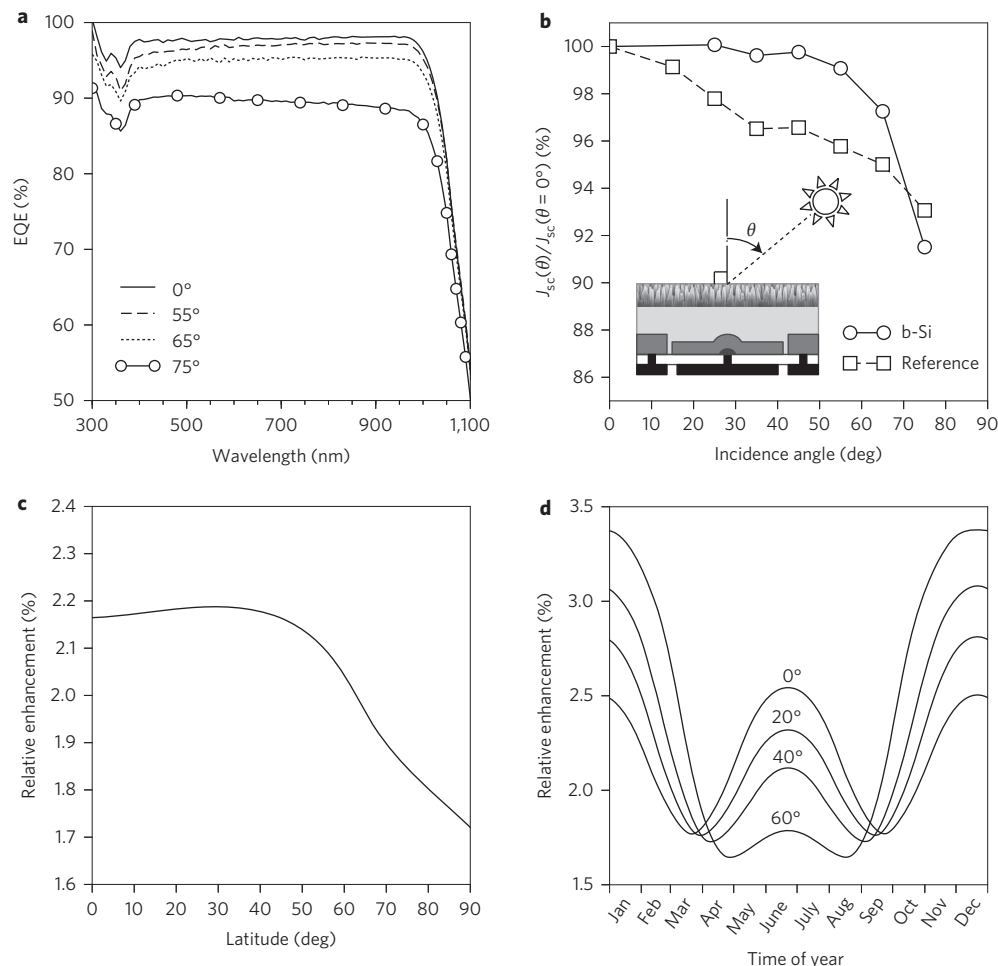 a
100
90
80
70
60
50
EQE (%)
0°
55°
65°
75°
300
500
700
900
1,100
Wavelength (nm)
b
100
98
96
94
92
90
88
86
Jsc(θ)/Jsc(θ = 0°) (%)
θ
b-Si
Reference
0 10 20 30 40 50 60 70 80 90
Incidence angle (deg)
c
2.4
2.3
2.2
2.1
2.0
1.9
1.8
1.7
1.6
Relative enhancement (%)
0 10 20 30 40 50 60 70 80 90
Latitude (deg)
d
3.5
3.0
2.5
2.0
1.5
Relative enhancement (%)
0°
20°
40°
60°
Jan Feb Mar Apr May June July Aug Sep Oct Nov Dec
Time of year